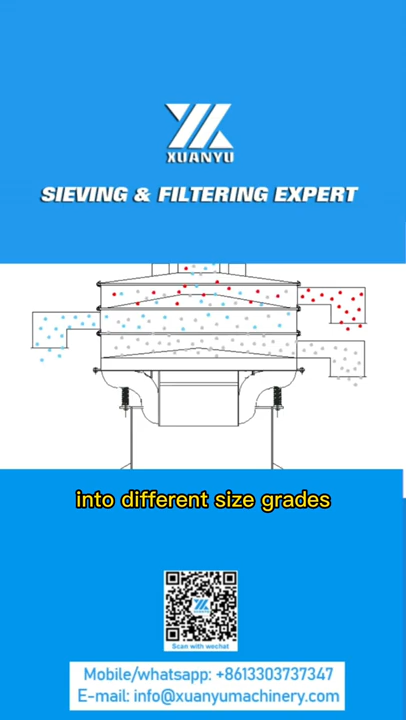 XUANYU
SIEVING & FILTERING EXPERT
into different size grades
Scan with wechat
Mobile/whatsapp: +8613303737347
E-mail: info@xuanyumachinery.com